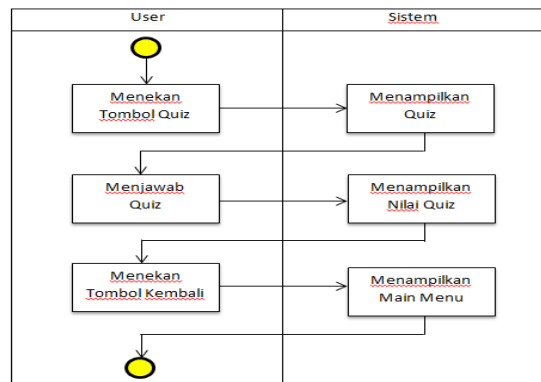 User
Sistem
Menekan
Tombol Quiz
Menampilkan
Quiz
Menjawab
Quiz
Menampilkan
Nilai Quiz
Menekan
Tombol Kembali
Menampilkan
Main Menu